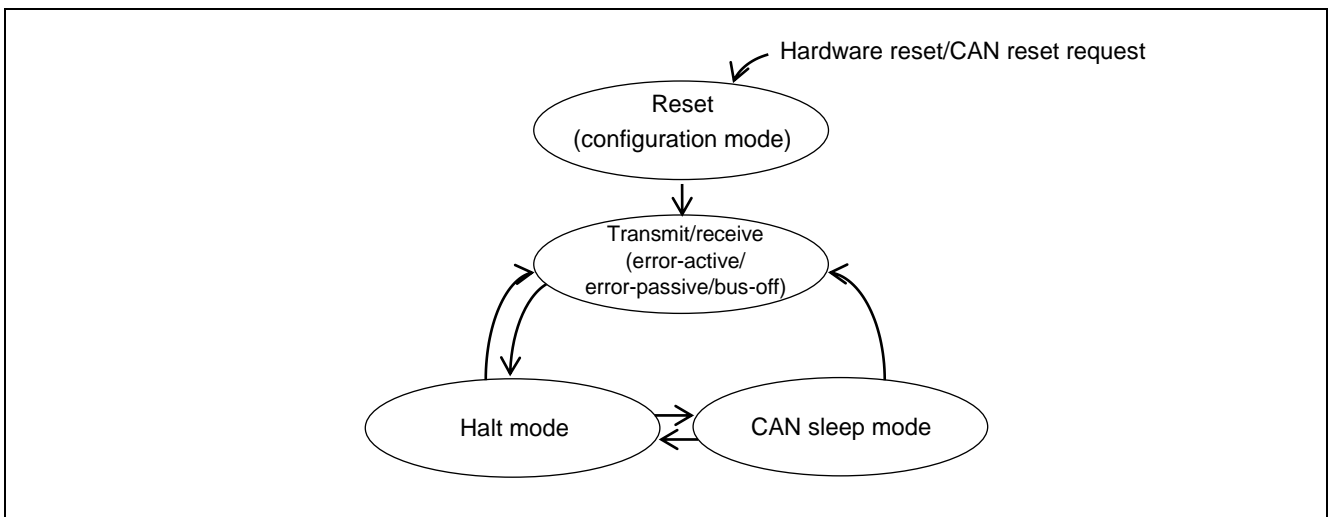 Hardware reset/CAN reset request
Reset
(configuration mode)
Transmit/receive
(error-active/
error-passive/bus-off)
Halt mode
CAN sleep mode